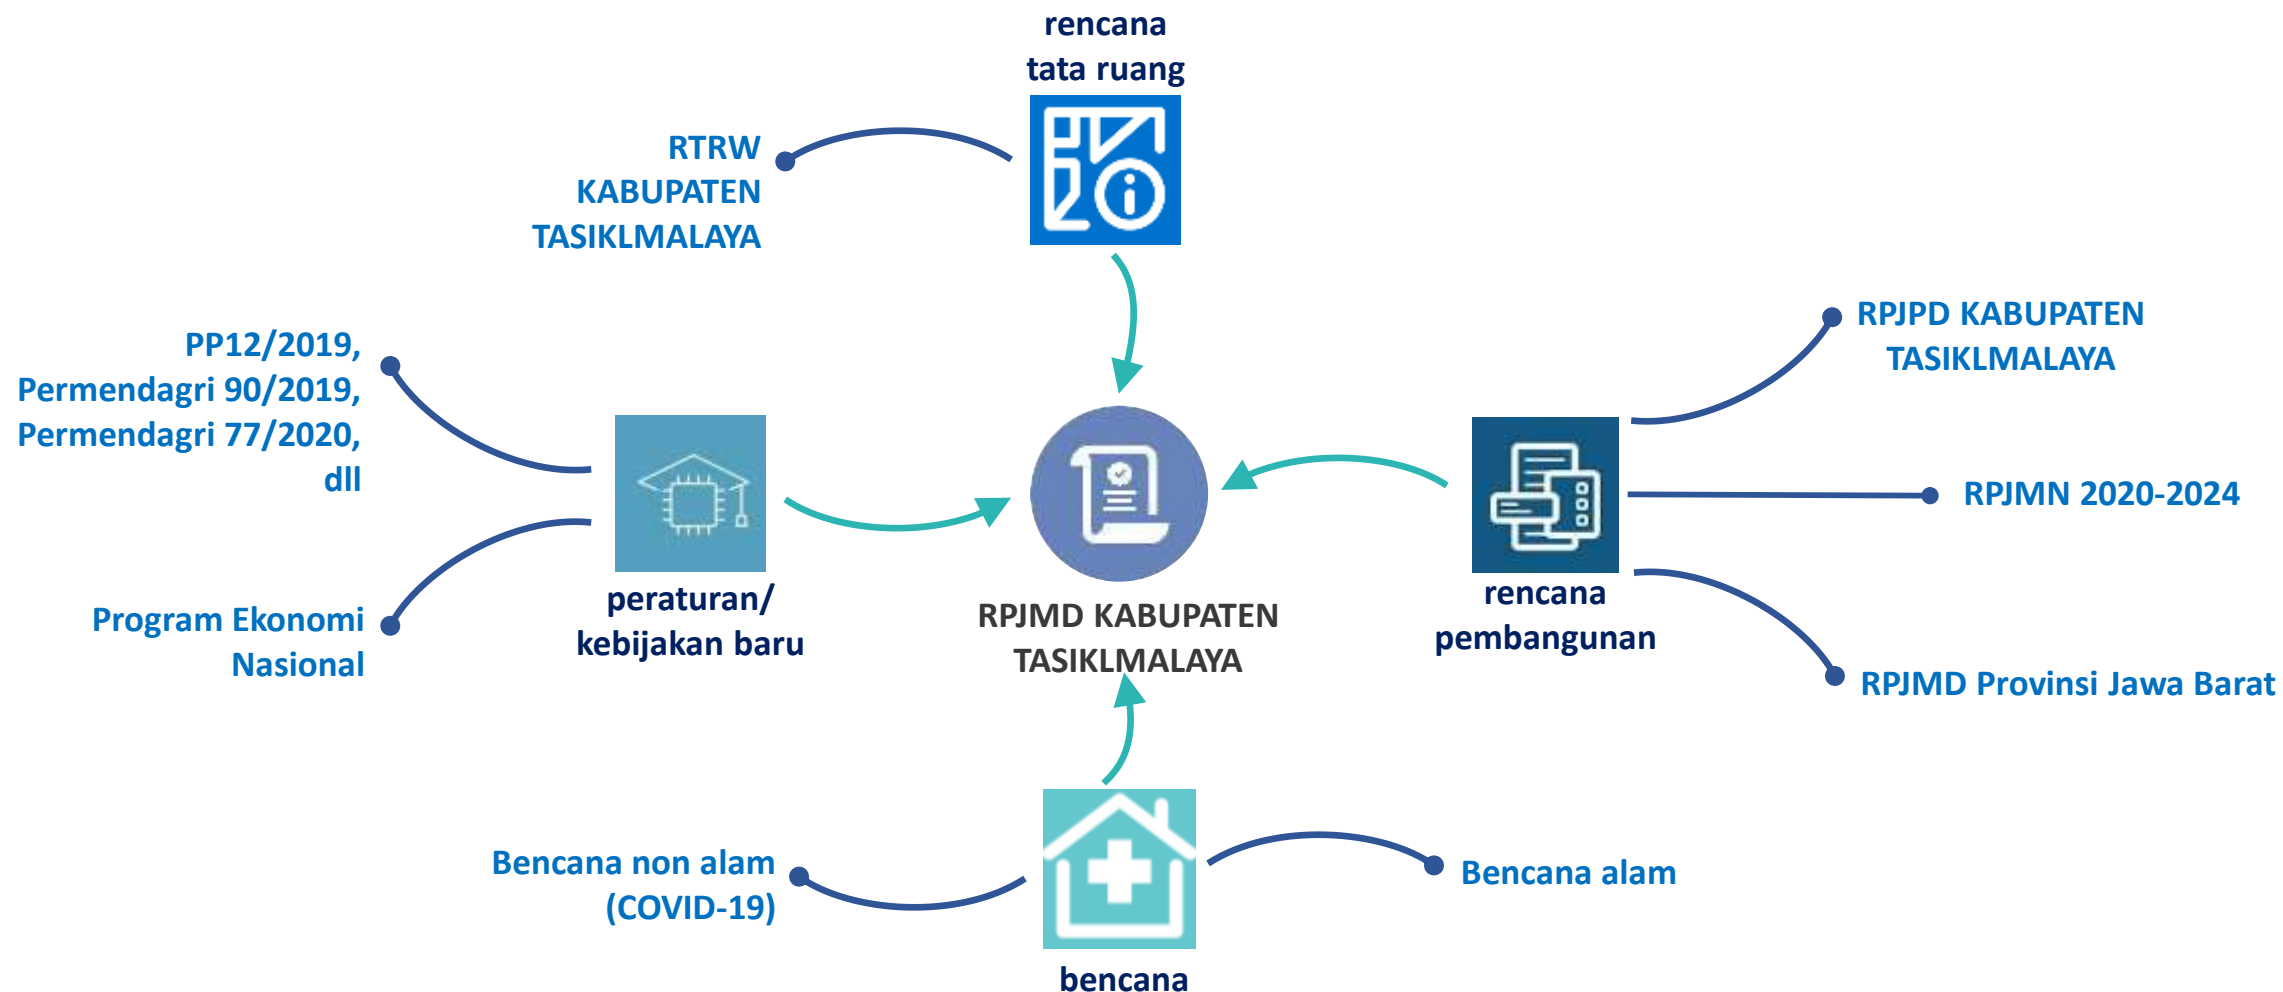 rencana
tata ruang
RTRW
KABUPATEN
TASIKLMALAYA
PP12/2019,
Permendagri 90/2019,
Permendagri 77/2020,
dll
Program Ekonomi
Nasional
peraturan/
kebijakan baru
RPJMD KABUPATEN
TASIKLMALAYA
RPJPD KABUPATEN
TASIKLMALAYA
RPJMN 2020-2024
RPJMD Provinsi Jawa Barat
rencana
pembangunan
Bencana non alam
(COVID-19)
Bencana alam
bencana